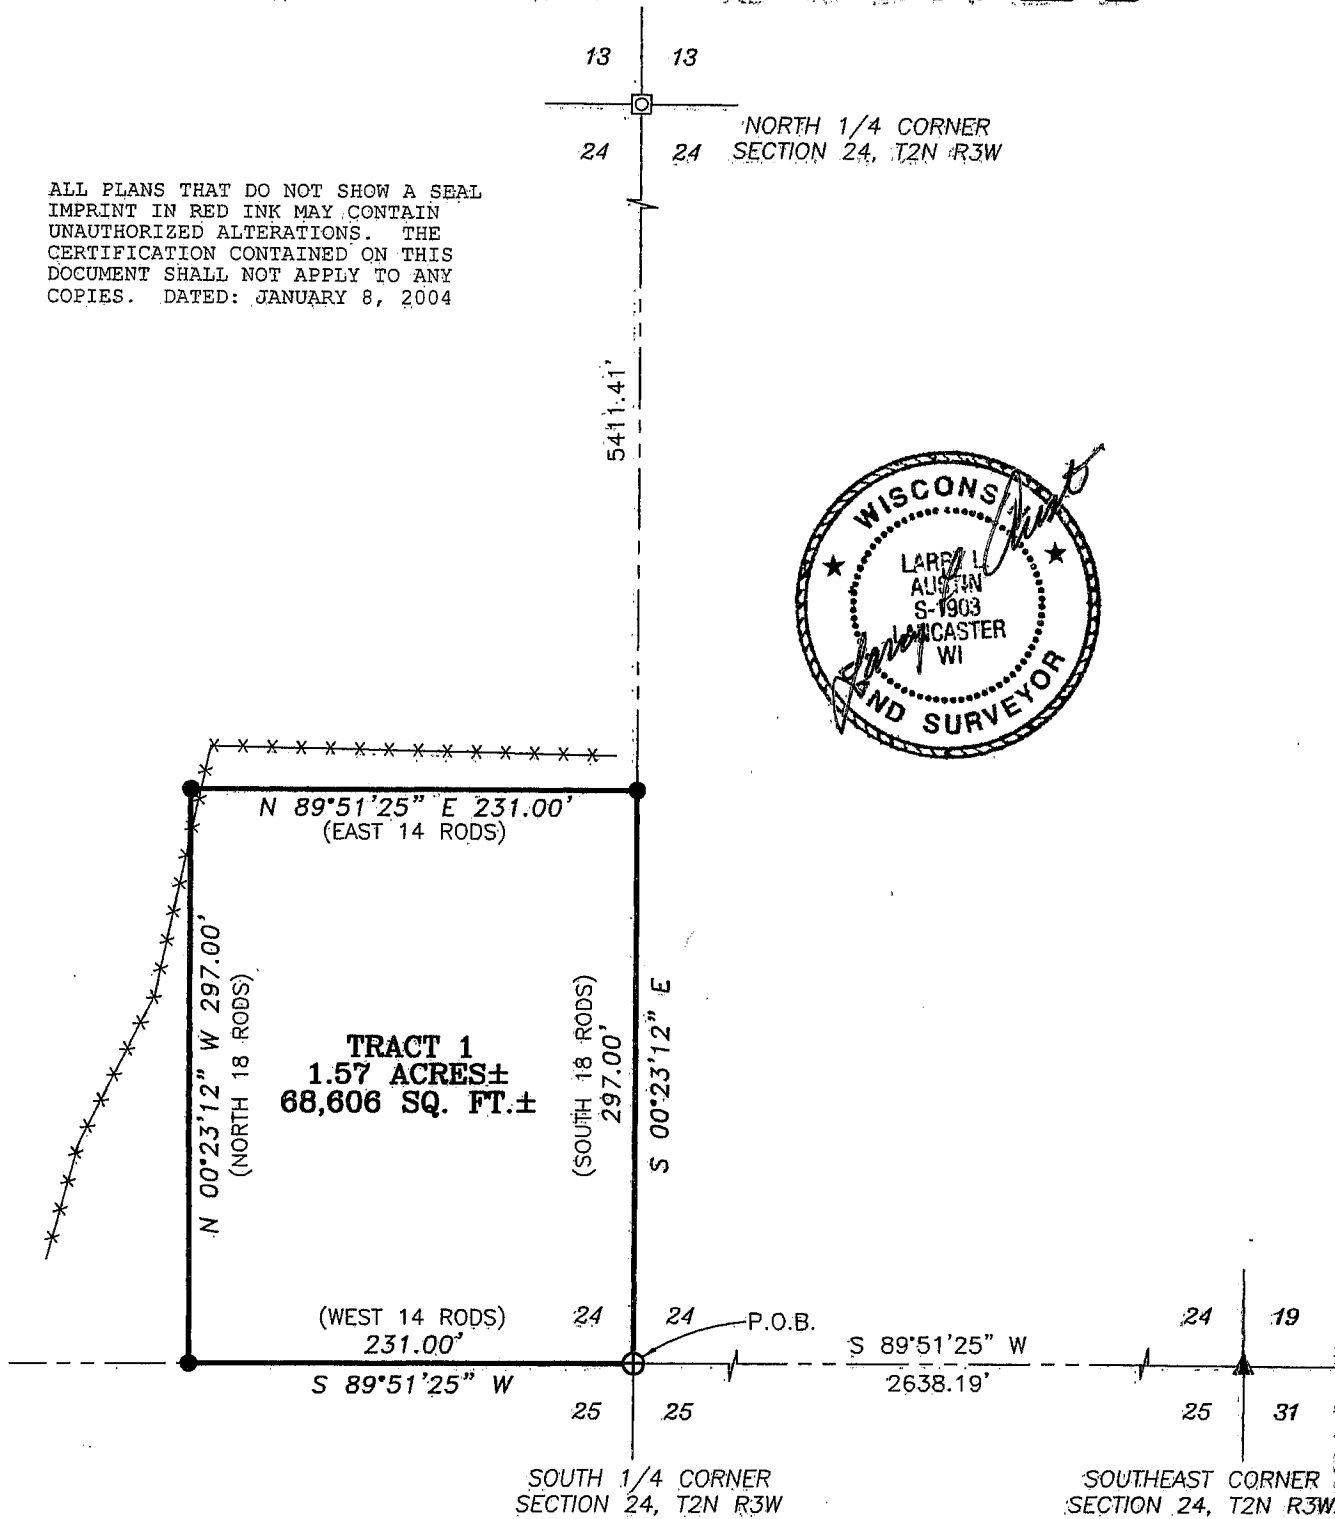 13 13
NORTH 1/4 CORNER
24 24 SECTION 24, T2N R3W
ALL PLANS THAT DO NOT SHOW A SEAL
IMPRINT IN RED INK MAY CONTAIN
UNAUTHORIZED ALTERATIONS. THE
CERTIFICATION CONTAINED ON THIS
DOCUMENT SHALL NOT APPLY TO ANY
COPIES. DATED: JANUARY 8, 2004
5411.41'
WISCONS
LARRY L
AUSTIN
S-1903
LANCASTER
WI
ND SURVEYOR
N 89°51'25" E 231.00'
(EAST 14 RODS)
N 00°23'12" W 297.00'
(NORTH 18 RODS)
TRACT 1
1.57 ACRES±
68,606 SQ. FT.±
(SOUTH 18 RODS)
297.00'
S 00°23'12" E
(WEST 14 RODS)
231.00'
S 89°51'25" W
24 24
P.O.B.
25 25
S 89°51'25" W
2638.19'
24 19
25 31
SOUTH 1/4 CORNER
SECTION 24, T2N R3W
SOUTHEAST CORNER
SECTION 24, T2N R3W